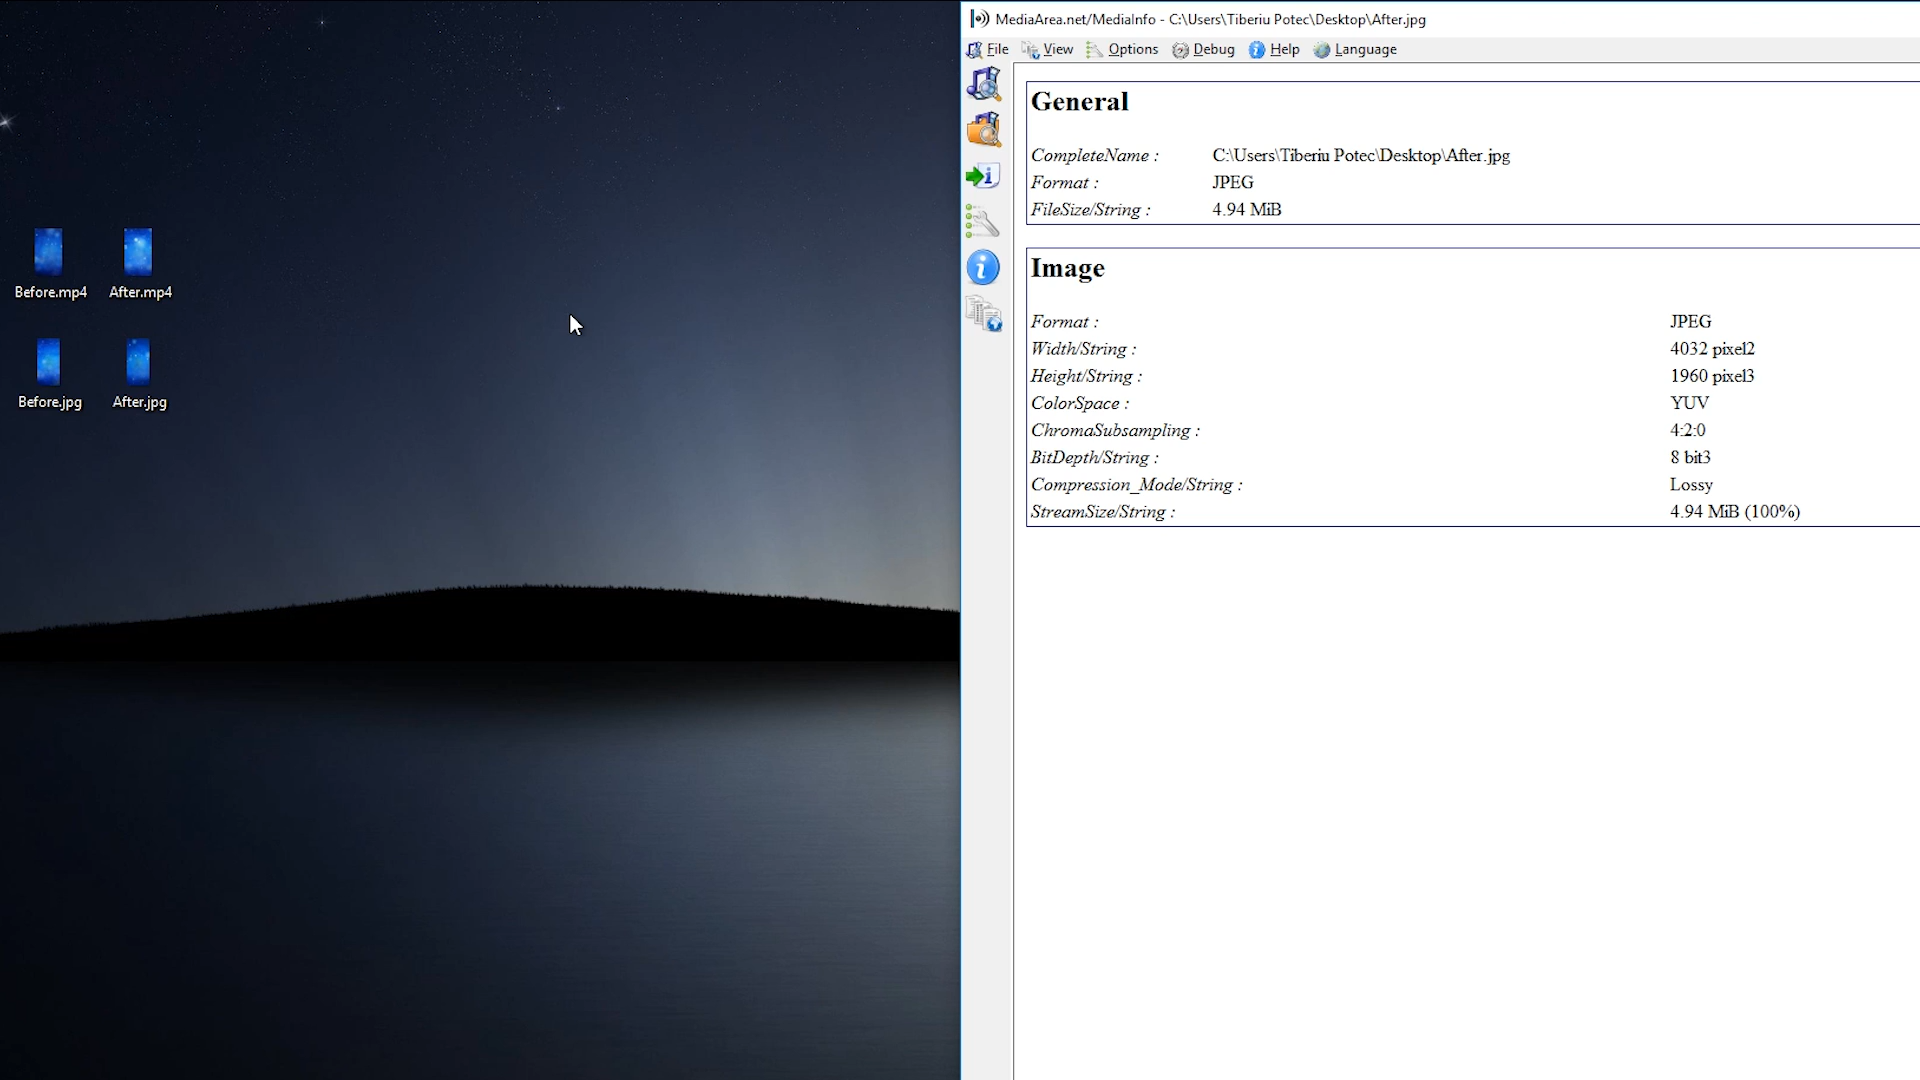 MediaArea.net/MediaInfo - C:\Users\Tiberiu Potec\Desktop\After.jpg
File View Options Debug Help Language
General
CompleteName : C:\Users\Tiberiu Potec\Desktop\After.jpg
Format : JPEG
FileSize/String : 4.94 MiB
Image
Format : JPEG
Width/String : 4032 pixel2
Height/String : 1960 pixel3
ColorSpace : YUV
ChromaSubsampling : 4:2:0
BitDepth/String : 8 bit3
Compression_Mode/String : Lossy
StreamSize/String : 4.94 MiB (100%)
Before.mp4 After.mp4
Before.jpg After.jpg